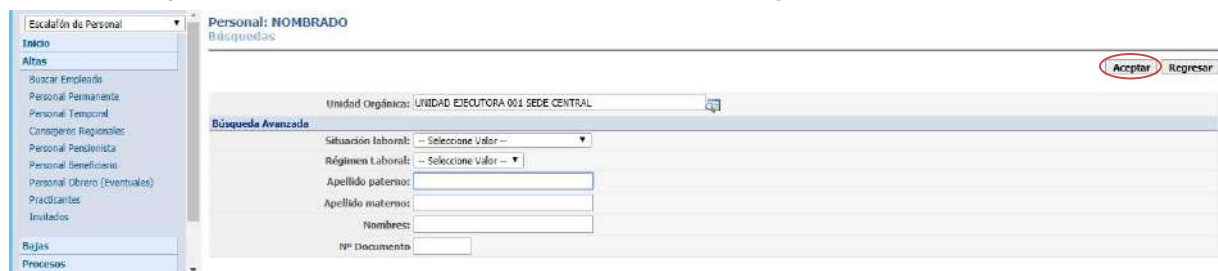 Escalafón de Personal
Inicio
Altas
Buscar Empleado
Personal Permanente
Personal Temporal
Consejeros Regionales
Personal Pensionista
Personal Beneficiario
Personal Obrero (Eventuales)
Practicantes
Invitados
Bajas
Procesos
Personal: NOMBRADO
Búsquedas
Aceptar Regresar
Unidad Orgánica: UNIDAD EJECUTORA 001 SEDE CENTRAL
Búsqueda Avanzada
Situación laboral: -- Seleccione Valor --
Régimen Laboral: -- Seleccione Valor --
Apellido paterno:
Apellido materno:
Nombres:
Nº Documento